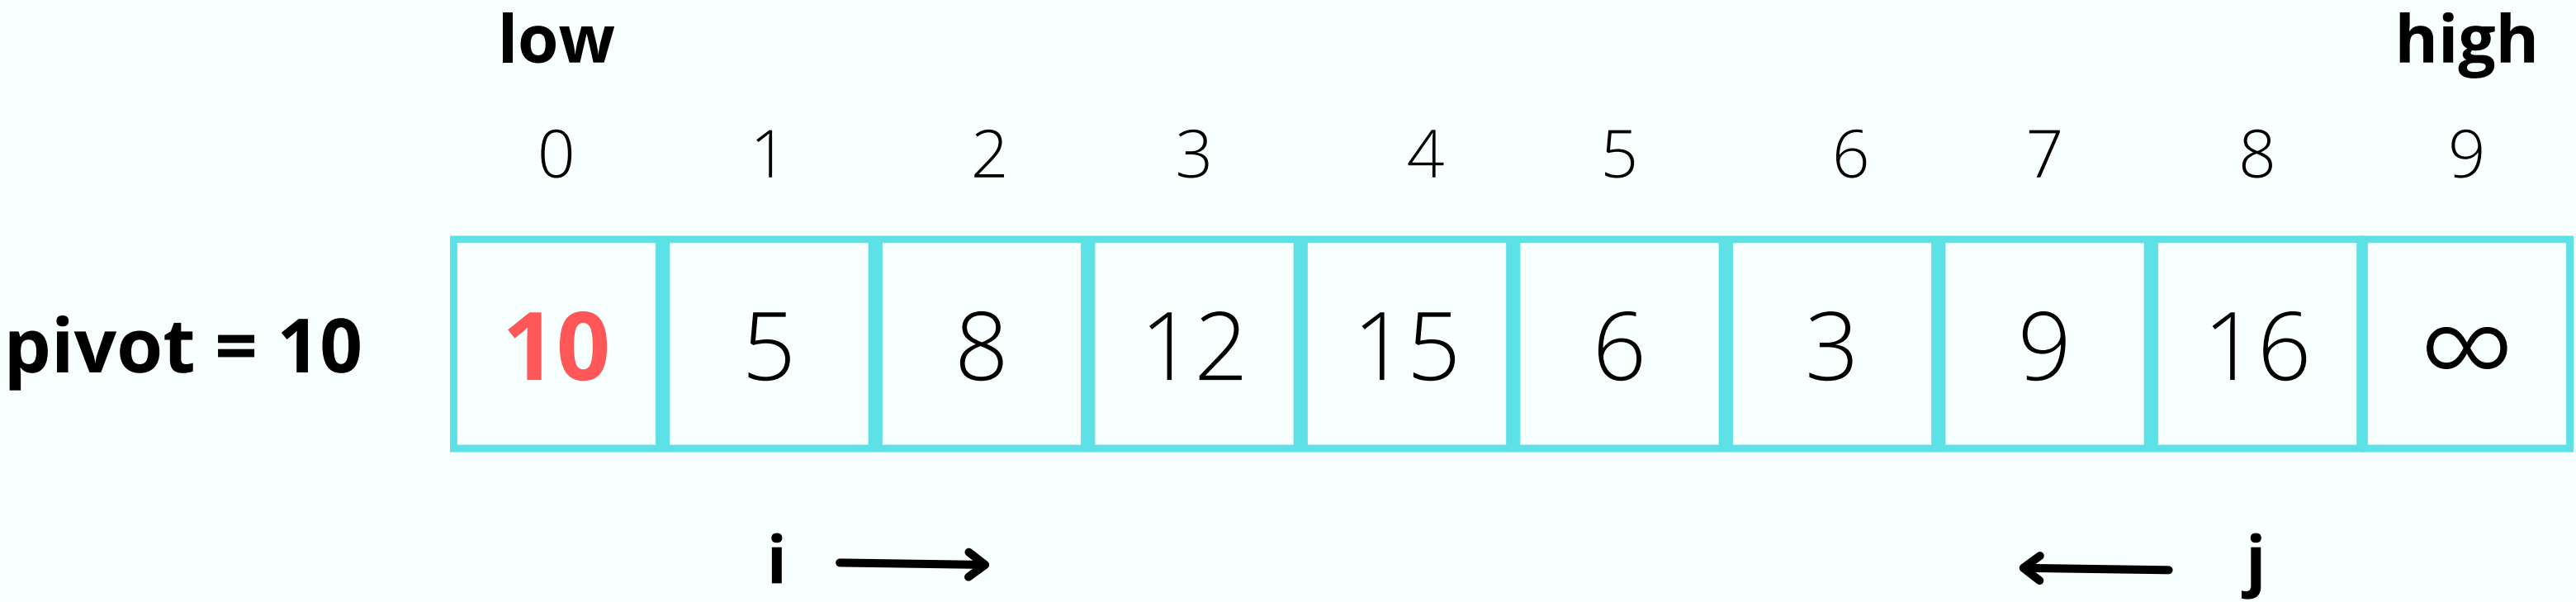 low high
0 1 2 3 4 5 6 7 8 9
pivot = 10 10 5 8 12 15 6 3 9 16 ∞
i j